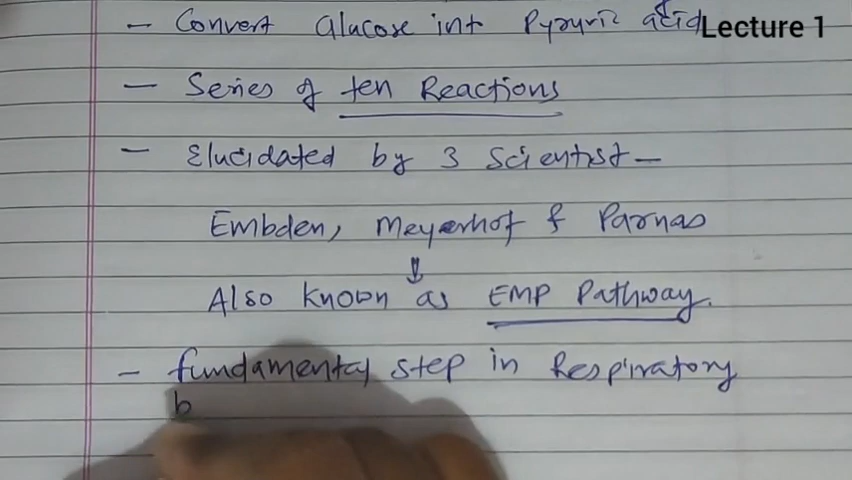 - Convert Glucose int Pyruvic acid
Lecture 1
- Series of ten Reactions
- Elucidated by 3 Scientist -
Embden, Meyerhof & Parnas
↓
Also known as EMP Pathway.
- fundamental step in Respiratory
b